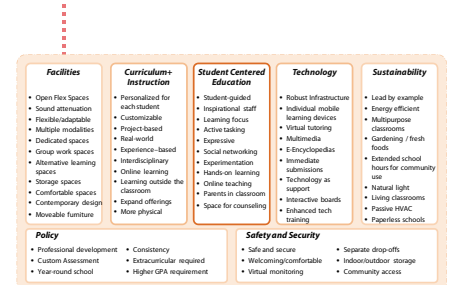 Facilities
• Open Flex Spaces
• Sound attenuation
• Flexible/adaptable
• Multiple modalities
• Dedicated spaces
• Group work spaces
• Alternative learning
spaces
• Storage spaces
• Comfortable spaces
• Contemporary design
• Moveable furniture
Curriculum+
Instruction
• Personalized for
each student
• Customizable
• Project-based
• Real-world
• Experience–based
• Interdisciplinary
• Online learning
• Learning outside the
classroom
• Expand offerings
• More physical
Student Centered
Education
• Student-guided
• Inspirational staff
• Learning focus
• Active tasking
• Expressive
• Social networking
• Experimentation
• Hands-on learning
• Online teaching
• Parents in classroom
• Space for counseling
Technology
• Robust Infrastructure
• Individual mobile
learning devices
• Virtual tutoring
• Multimedia
• E-Encyclopedias
• Immediate
submissions
• Technology as
support
• Interactive boards
• Enhanced tech
training
Sustainability
• Lead by example
• Energy efficient
• Multipurpose
classrooms
• Gardening / fresh
foods
• Extended school
hours for community
use
• Natural light
• Living classrooms
• Passive HVAC
• Paperless schools
Policy
• Professional development
• Custom Assessment
• Year-round school
• Consistency
• Extracurricular required
• Higher GPA requirement
Safety and Security
• Safe and secure
• Welcoming/comfortable
• Virtual monitoring
• Separate drop-offs
• Indoor/outdoor storage
• Community access